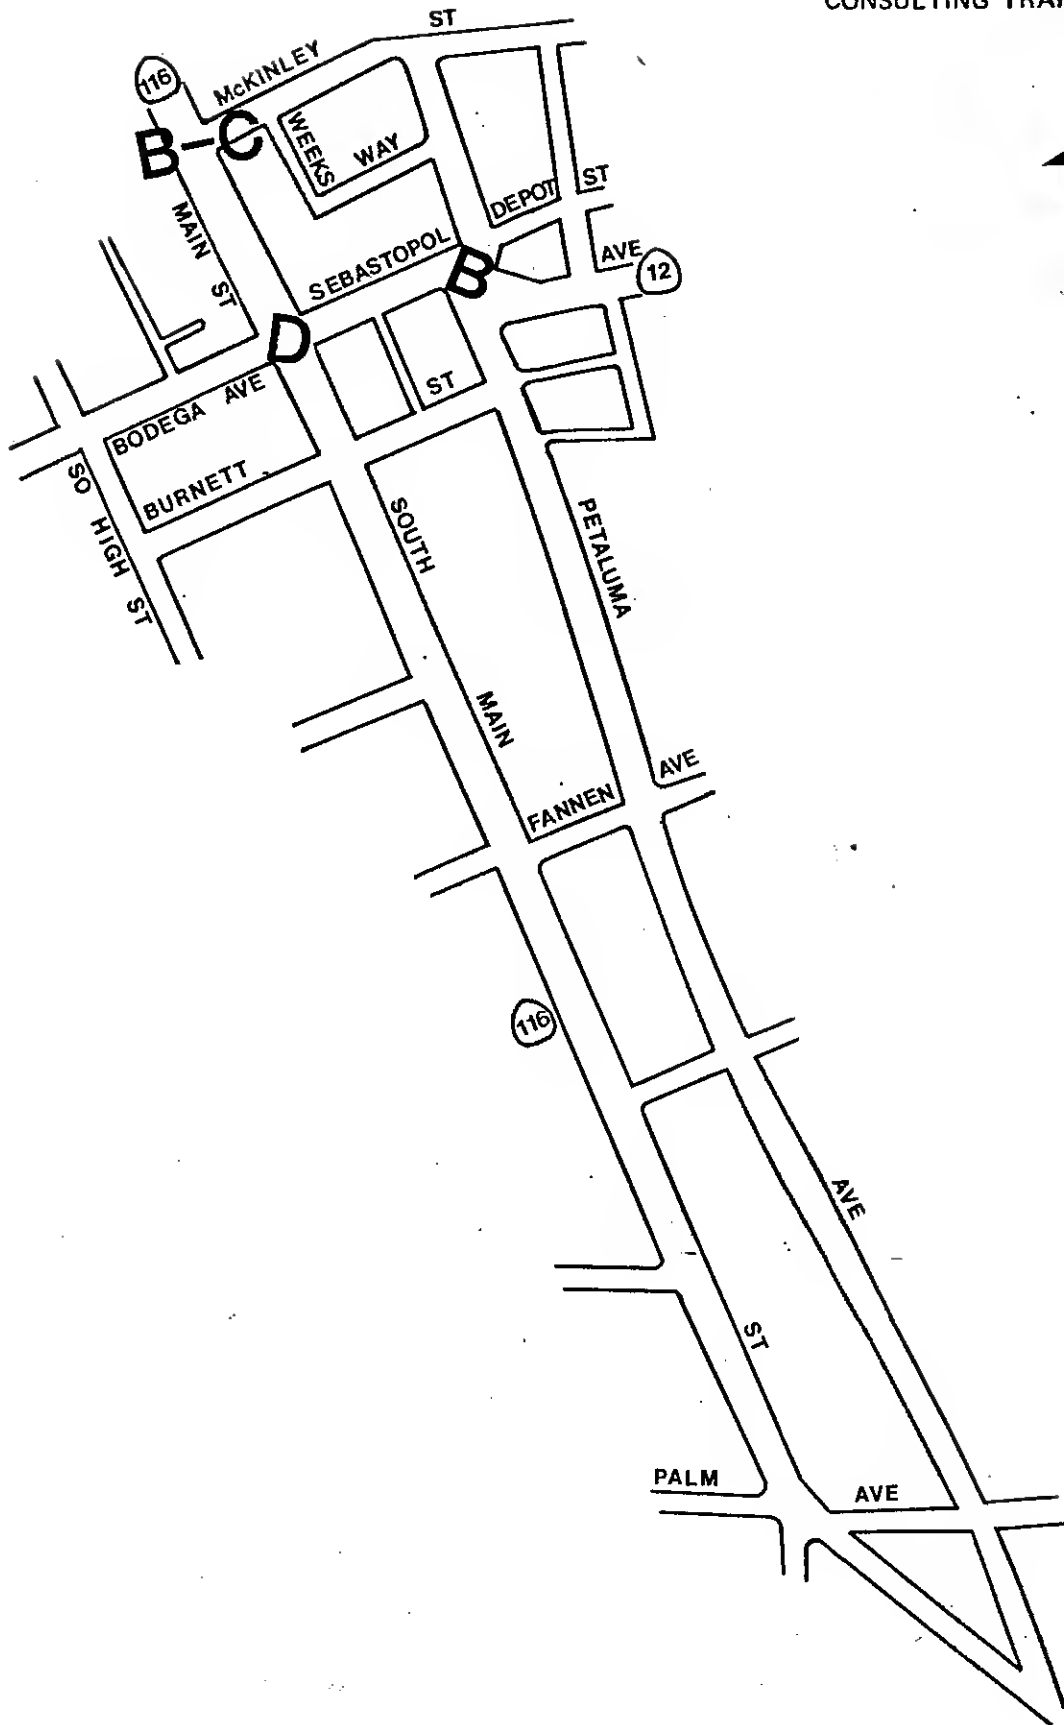 CONSULTING TRA
ST
116
McKINLEY
B-C
WEEKS
WAY
MAIN
ST
DEPOT
ST
SEBASTOPOL
AVE
12
B
D
ST
BODEGA AVE
BURNETT
SO
HIGH
ST
SOUTH
PETALUMA
MAIN
AVE
FANNEN
116
AVE
ST
PALM
AVE